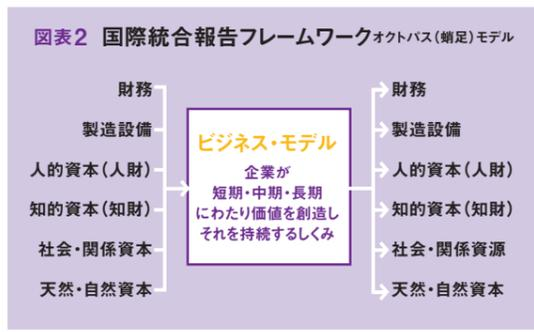 図表2 国際統合報告フレームワークオクトパス(蛸足)モデル
財務
製造設備
人的資本(人財)
知的資本(知財)
社会・関係資本
天然・自然資本
ビジネス・モデル
企業が
短期・中期・長期
にわたり価値を創造し
それを持続するしくみ
財務
製造設備
人的資本(人財)
知的資本(知財)
社会・関係資源
天然・自然資本